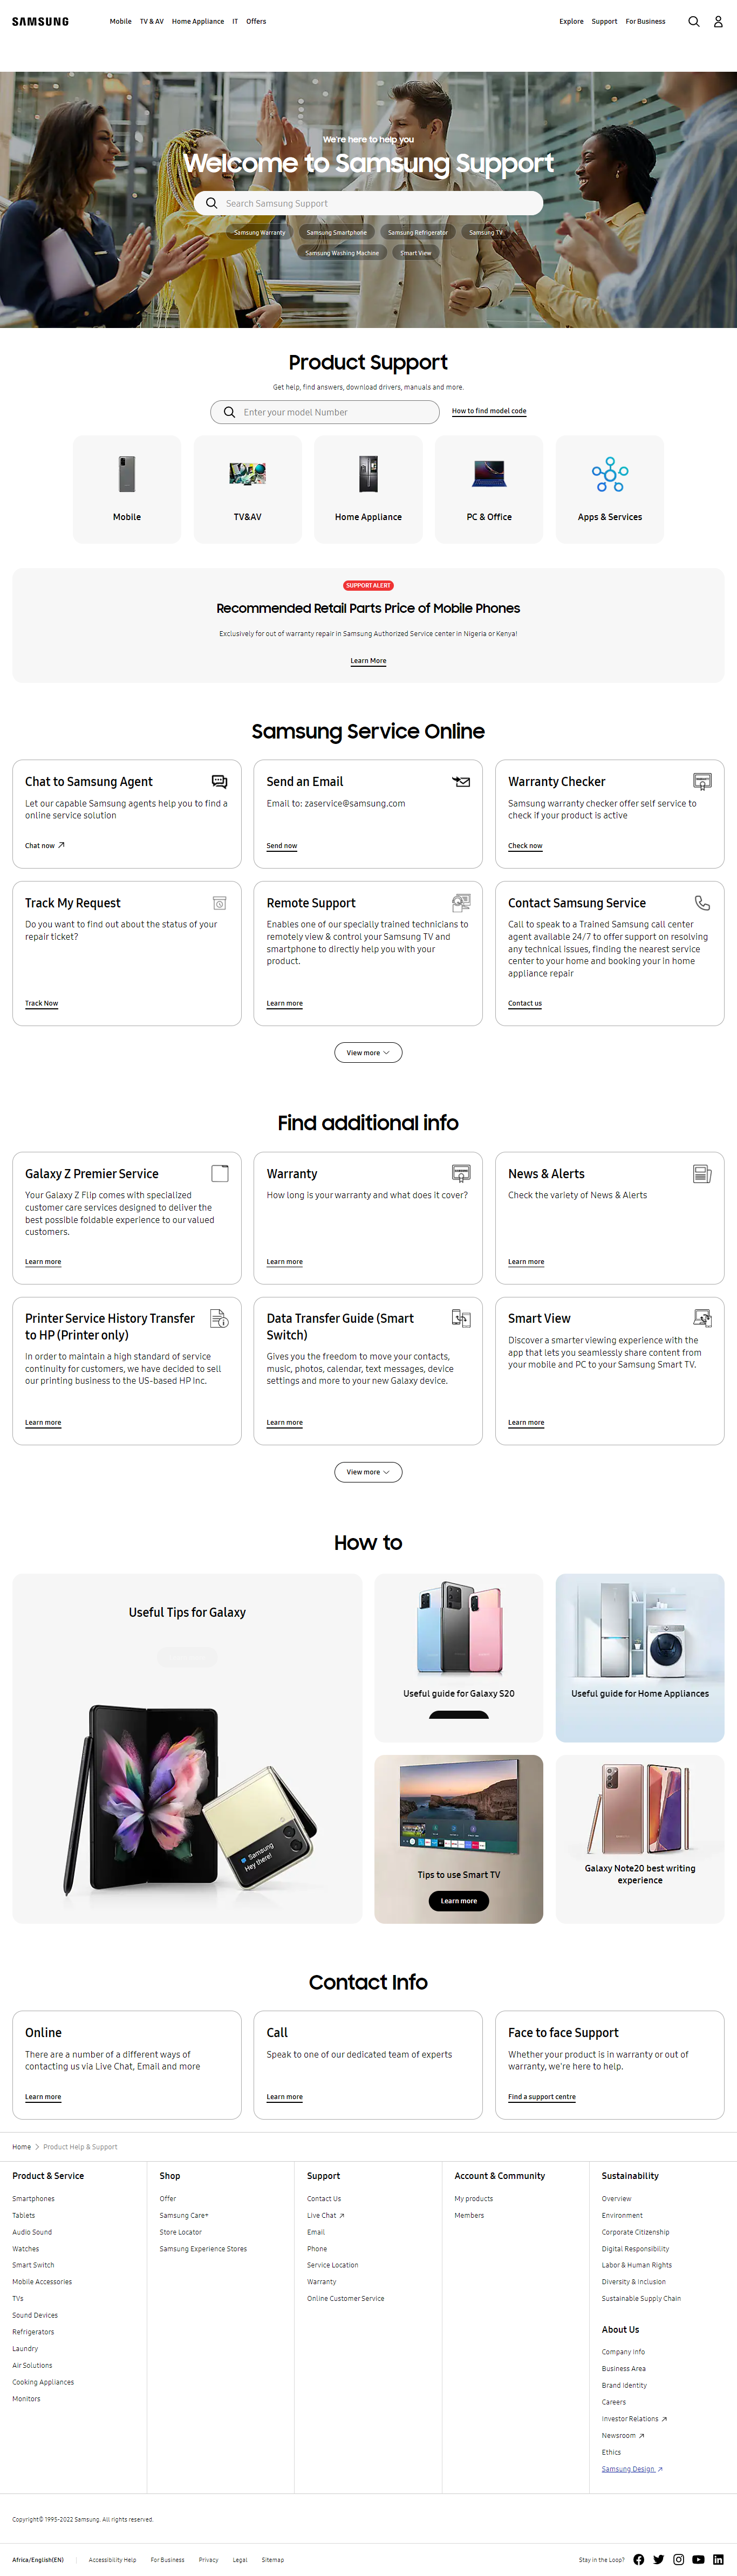 SAMSUNG
Mobile TV & AV Home Appliance IT Offers
Explore Support For Business
We're here to help you
Welcome to Samsung Support
Search Samsung Support
Samsung Warranty Samsung Smartphone Samsung Refrigerator Samsung TV
Samsung Washing Machine Smart View
Product Support
Get help, find answers, download drivers, manuals and more.
Enter your model Number
How to find model code
Mobile
TV&AV
Home Appliance
PC & Office
Apps & Services
SUPPORT ALERT
Recommended Retail Parts Price of Mobile Phones
Exclusively for out of warranty repair in Samsung Authorized Service center in Nigeria or Kenya!
Learn More
Samsung Service Online
Chat to Samsung Agent
Let our capable Samsung agents help you to find a
online service solution
Chat now
Send an Email
Email to: zaservice@samsung.com
Send now
Warranty Checker
Samsung warranty checker offer self service to
check if your product is active
Check now
Track My Request
Do you want to find out about the status of your
repair ticket?
Track Now
Remote Support
Enables one of our specially trained technicians to
remotely view & control your Samsung TV and
smartphone to directly help you with your
product.
Learn more
Contact Samsung Service
Call to speak to a Trained Samsung call center
agent available 24/7 to offer support on resolving
any technical issues, finding the nearest service
center to your home and booking your in home
appliance repair
Contact us
View more
Find additional info
Galaxy Z Premier Service
Your Galaxy Z Flip comes with specialized
customer care services designed to deliver the
best possible foldable experience to our valued
customers.
Learn more
Warranty
How long is your warranty and what does it cover?
Learn more
News & Alerts
Check the variety of News & Alerts
Learn more
Printer Service History Transfer
to HP (Printer only)
In order to maintain a high standard of service
continuity for customers, we have decided to sell
our printing business to the US-based HP Inc.
Learn more
Data Transfer Guide (Smart
Switch)
Gives you the freedom to move your contacts,
music, photos, calendar, text messages, device
settings and more to your new Galaxy device.
Learn more
Smart View
Discover a smarter viewing experience with the
app that lets you seamlessly share content from
your mobile and PC to your Samsung Smart TV.
Learn more
View more
How to
Useful Tips for Galaxy
Samsung
Hey there!
Useful guide for Galaxy S20
Useful guide for Home Appliances
Tips to use Smart TV
Learn more
Galaxy Note20 best writing
experience
Contact Info
Online
There are a number of a different ways of
contacting us via Live Chat, Email and more
Learn more
Call
Speak to one of our dedicated team of experts
Learn more
Face to face Support
Whether your product is in warranty or out of
warranty, we're here to help.
Find a support centre
Home > Product Help & Support
Product & Service
Smartphones
Tablets
Audio Sound
Watches
Smart Switch
Mobile Accessories
TVs
Sound Devices
Refrigerators
Laundry
Air Solutions
Cooking Appliances
Monitors
Shop
Offer
Samsung Care+
Store Locator
Samsung Experience Stores
Support
Contact Us
Live Chat
Email
Phone
Service Location
Warranty
Online Customer Service
Account & Community
My products
Members
Sustainability
Overview
Environment
Corporate Citizenship
Digital Responsibility
Labor & Human Rights
Diversity & Inclusion
Sustainable Supply Chain
About Us
Company info
Business Area
Brand Identity
Careers
Investor Relations
Newsroom
Ethics
Samsung Design
Copyright© 1995-2022 Samsung. All rights reserved.
Africa/English(EN) Accessibility Help For Business Privacy Legal Sitemap
Stay in the Loop?